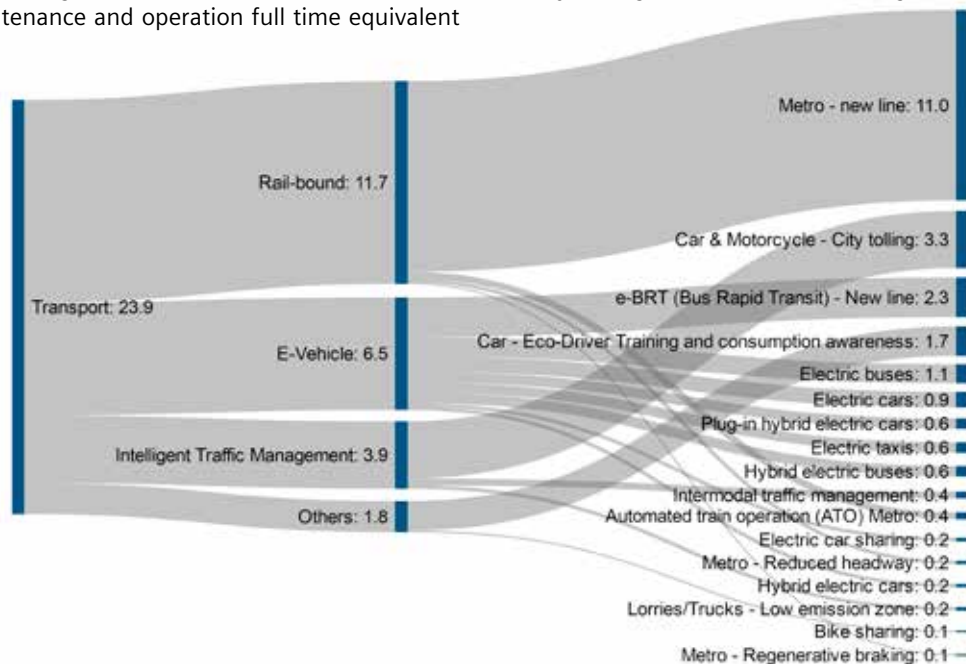 tenance and operation full time equivalent
Metro - new line: 11.0
Rail-bound: 11.7
Car & Motorcycle - City tolling: 3.3
e-BRT (Bus Rapid Transit) - New line: 2.3
Transport: 23.9
Car - Eco-Driver Training and consumption awareness: 1.7
E-Vehicle: 6.5
Electric buses: 1.1
Electric cars: 0.9
Plug-in hybrid electric cars: 0.6
Electric taxis: 0.6
Intelligent Traffic Management: 3.9
Hybrid electric buses: 0.6
Intermodal traffic management: 0.4
Others: 1.8
Automated train operation (ATO) Metro: 0.4
Electric car sharing: 0.2
Metro - Reduced headway: 0.2
Hybrid electric cars: 0.2
Lorries/Trucks - Low emission zone: 0.2
Bike sharing: 0.1
Metro - Regenerative braking: 0.1